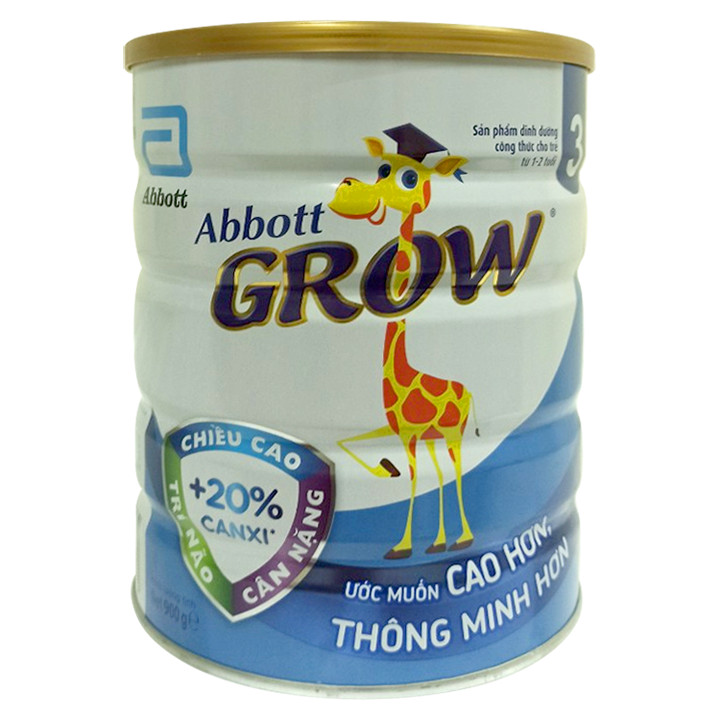 Abbott
Sản phẩm dinh dưỡng
công thức cho trẻ
từ 1-2 tuổi
3
Abbott
GROW®
CHIỀU CAO
TRÍ NÃO
+20%
CANXI*
CÂN NẶNG
ƯỚC MUỐN CAO HƠN,
THÔNG MINH HƠN
900g℮